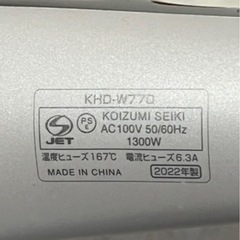 KHD-W770
PS
E
KOIZUMI SEIKI
AC100V 50/60Hz
1300W
JET
温度ヒューズ167℃ 電流ヒューズ6.3A
MADE IN CHINA 2022年製